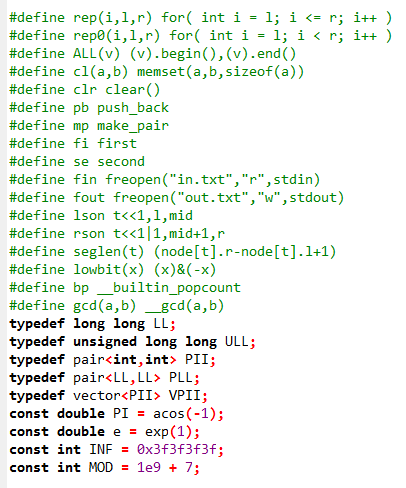 #define rep(i,l,r) for( int i = l; i <= r; i++ )
#define rep0(i,l,r) for( int i = l; i < r; i++ )
#define ALL(v) (v).begin(),(v).end()
#define cl(a,b) memset(a,b,sizeof(a))
#define clr clear()
#define pb push_back
#define mp make_pair
#define fi first
#define se second
#define fin freopen("in.txt","r",stdin)
#define fout freopen("out.txt","w",stdout)
#define lson t<<1,l,mid
#define rson t<<1|1,mid+1,r
#define seglen(t) (node[t].r-node[t].l+1)
#define lowbit(x) (x)&(-x)
#define bp __builtin_popcount
#define gcd(a,b) __gcd(a,b)
typedef long long LL;
typedef unsigned long long ULL;
typedef pair<int,int> PII;
typedef pair<LL,LL> PLL;
typedef vector<PII> VPII;
const double PI = acos(-1);
const double e = exp(1);
const int INF = 0x3f3f3f3f;
const int MOD = 1e9 + 7;